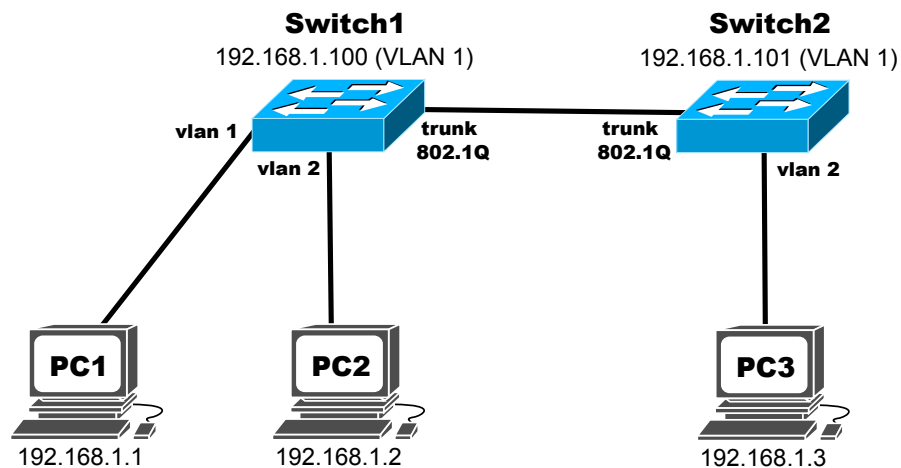 Switch1
192.168.1.100 (VLAN 1)
Switch2
192.168.1.101 (VLAN 1)
vlan 1
vlan 2
trunk
802.1Q
trunk
802.1Q
vlan 2
PC1
192.168.1.1
PC2
192.168.1.2
PC3
192.168.1.3